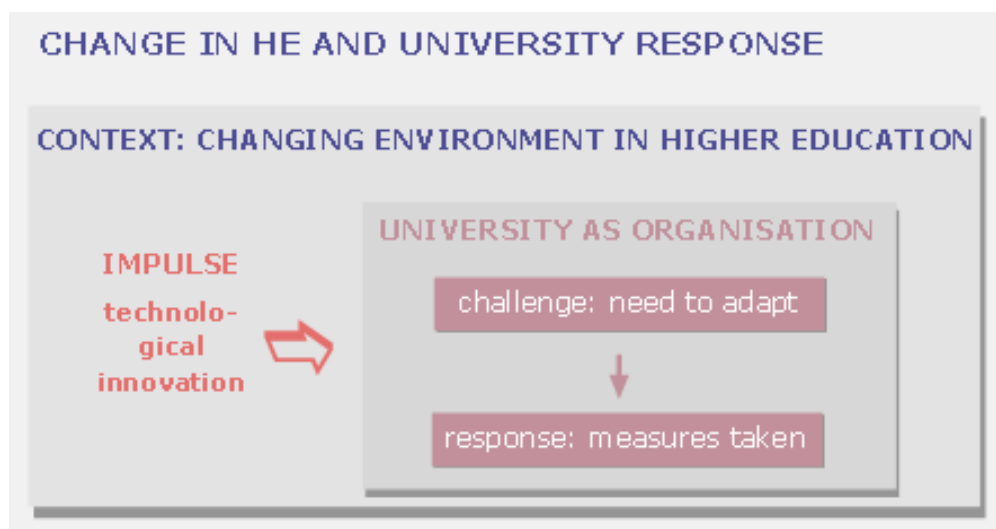 CHANGE IN HE AND UNIVERSITY RESPONSE
CONTEXT: CHANGING ENVIRONMENT IN HIGHER EDUCATION
IMPULSE
technolo-
gical
innovation
UNIVERSITY AS ORGANISATION
challenge: need to adapt
response: measures taken